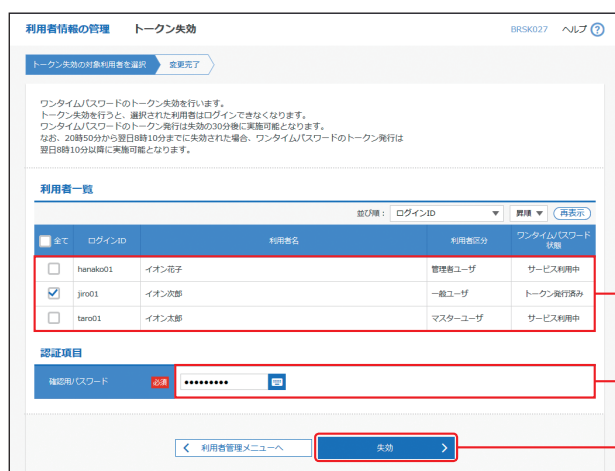 利用者情報の管理 トークン失効 BRSK027 ヘルプ ?
トークン失効の対象利用者を選択 変更完了
ワンタイムパスワードのトークン失効を行います。
トークン失効を行うと、選択された利用者はログインできなくなります。
ワンタイムパスワードのトークン発行は失効の30分後に実施可能となります。
なお、20時50分から翌日8時10分までに失効された場合、ワンタイムパスワードのトークン発行は
翌日8時10分以降に実施可能となります。
利用者一覧
並び順： ログインID ▼ 昇順 ▼ 再表示
全て ログインID 利用者名 利用者区分 ワンタイムパスワード
状態
hanako01 イオン花子 管理者ユーザ サービス利用中
jiro01 イオン次郎 一般ユーザ トークン発行済み
taro01 イオン太郎 マスターユーザ サービス利用中
認証項目
確認用パスワード 必須 •••••••••
利用者管理メニューへ 失効